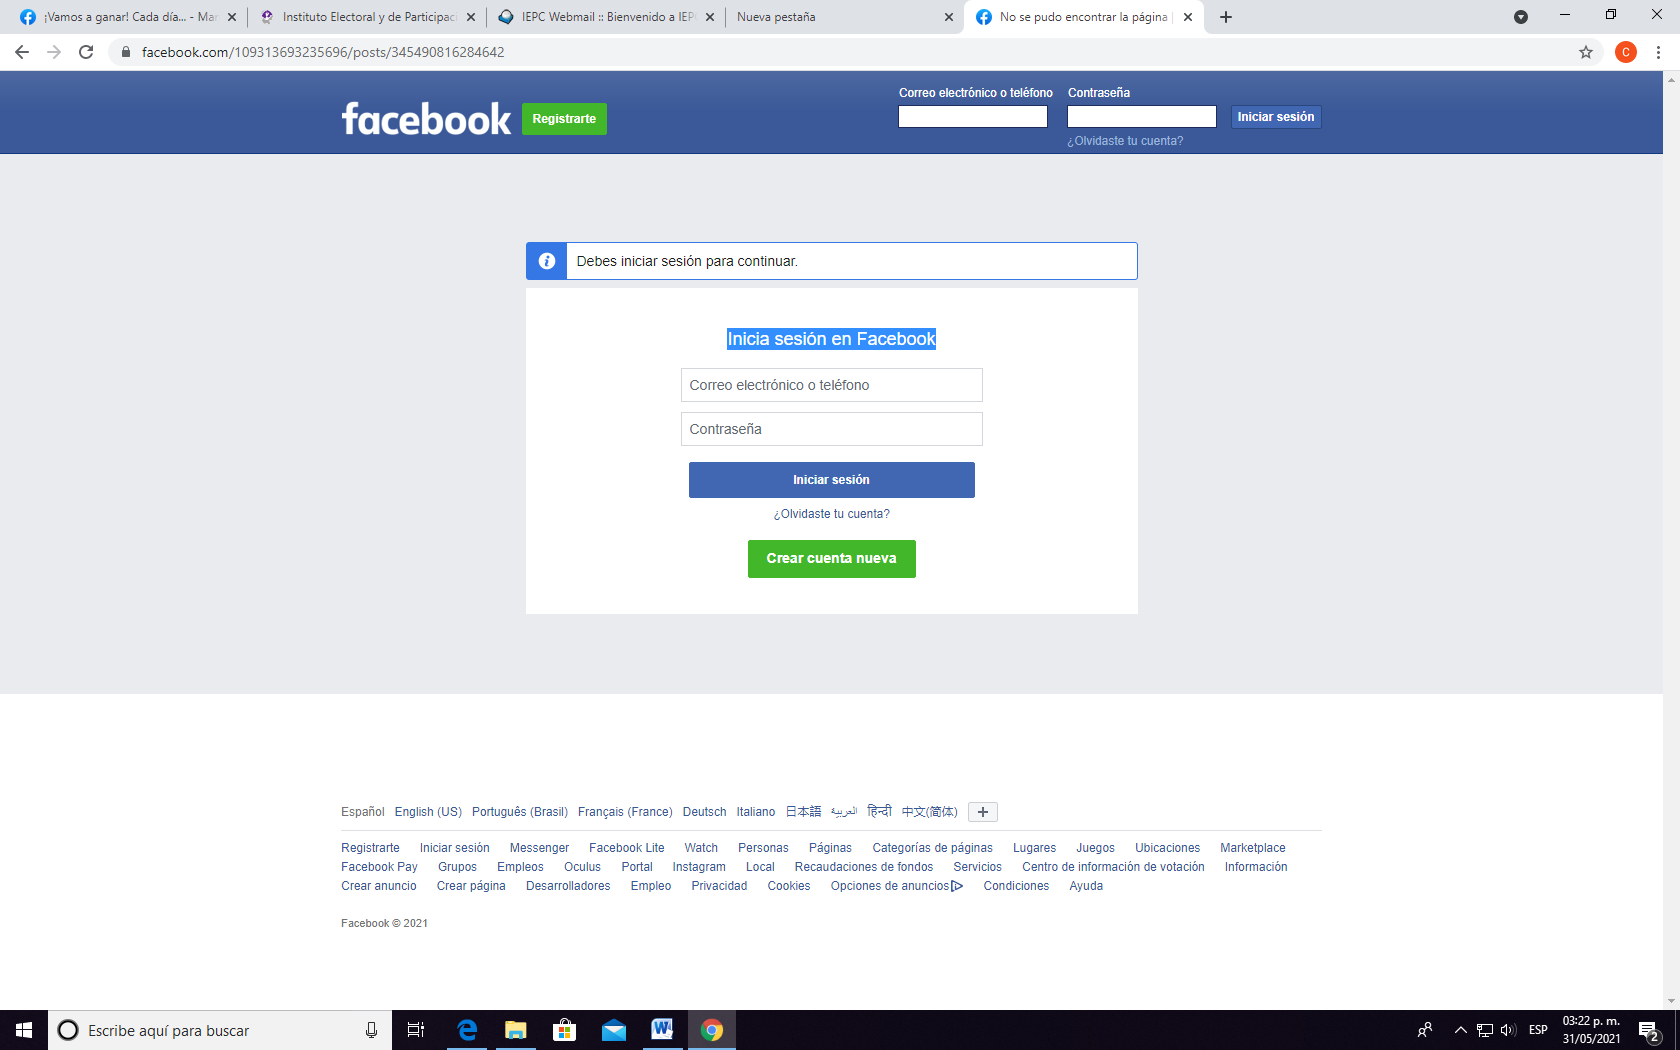 ¡Vamos a ganar! Cada día... - Mar
Instituto Electoral y de Participaci
IEPC Webmail :: Bienvenido a IEPC
Nueva pestaña
No se pudo encontrar la página |
facebook.com/109313693235696/posts/345490816284642
C
facebook
Registrarte
Correo electrónico o teléfono
Contraseña
Iniciar sesión
¿Olvidaste tu cuenta?
Debes iniciar sesión para continuar.
Inicia sesión en Facebook
Correo electrónico o teléfono
Contraseña
Iniciar sesión
¿Olvidaste tu cuenta?
Crear cuenta nueva
Español English (US) Português (Brasil) Français (France) Deutsch Italiano 日本語 العربية हिन्दी 中文(简体)
Registrarte Iniciar sesión Messenger Facebook Lite Watch Personas Páginas Categorías de páginas Lugares Juegos Ubicaciones Marketplace
Facebook Pay Grupos Empleos Oculus Portal Instagram Local Recaudaciones de fondos Servicios Centro de información de votación Información
Crear anuncio Crear página Desarrolladores Empleo Privacidad Cookies Opciones de anuncios Condiciones Ayuda
Facebook © 2021
Escribe aquí para buscar
ESP
03:22 p. m.
31/05/2021
2